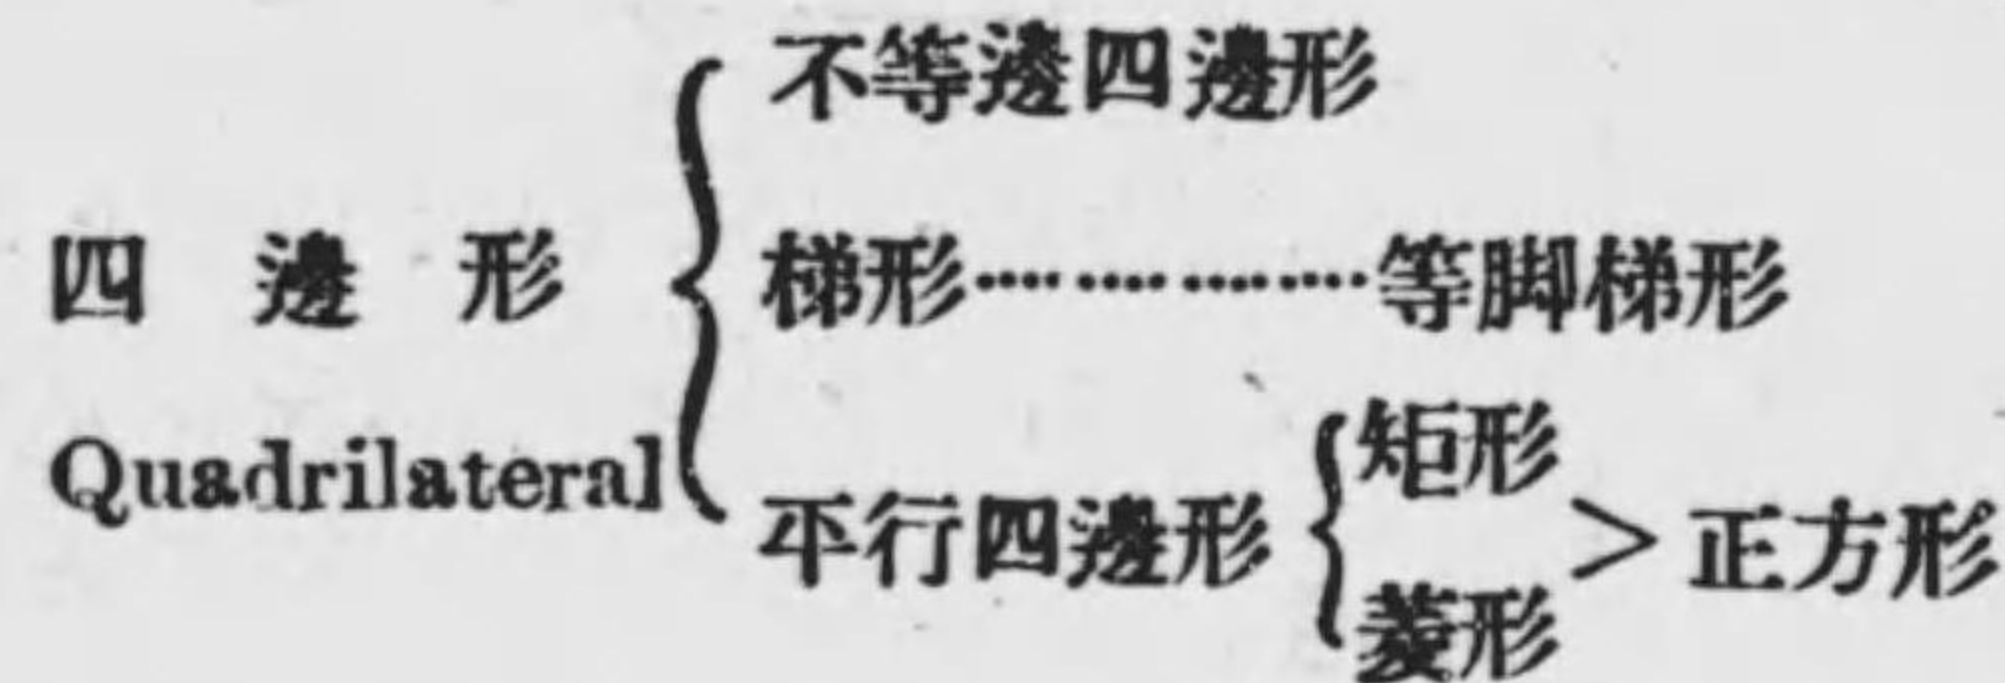 不等邊四邊形
四邊形
梯形…………等脚梯形
Quadrilateral
平行四邊形
矩形
菱形
正方形